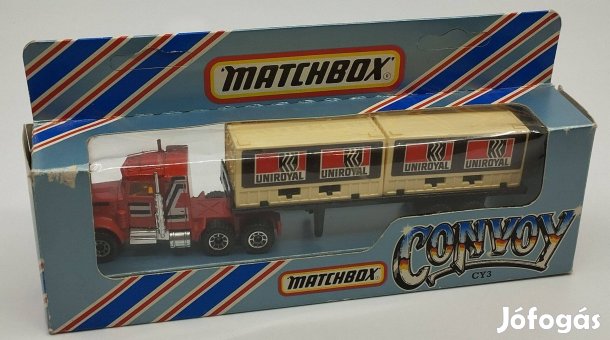 MATCHBOX
UNIROYAL UNIROYAL UNIROYAL UNIROYAL
MATCHBOX
CONVOY
CY3
Jófogás